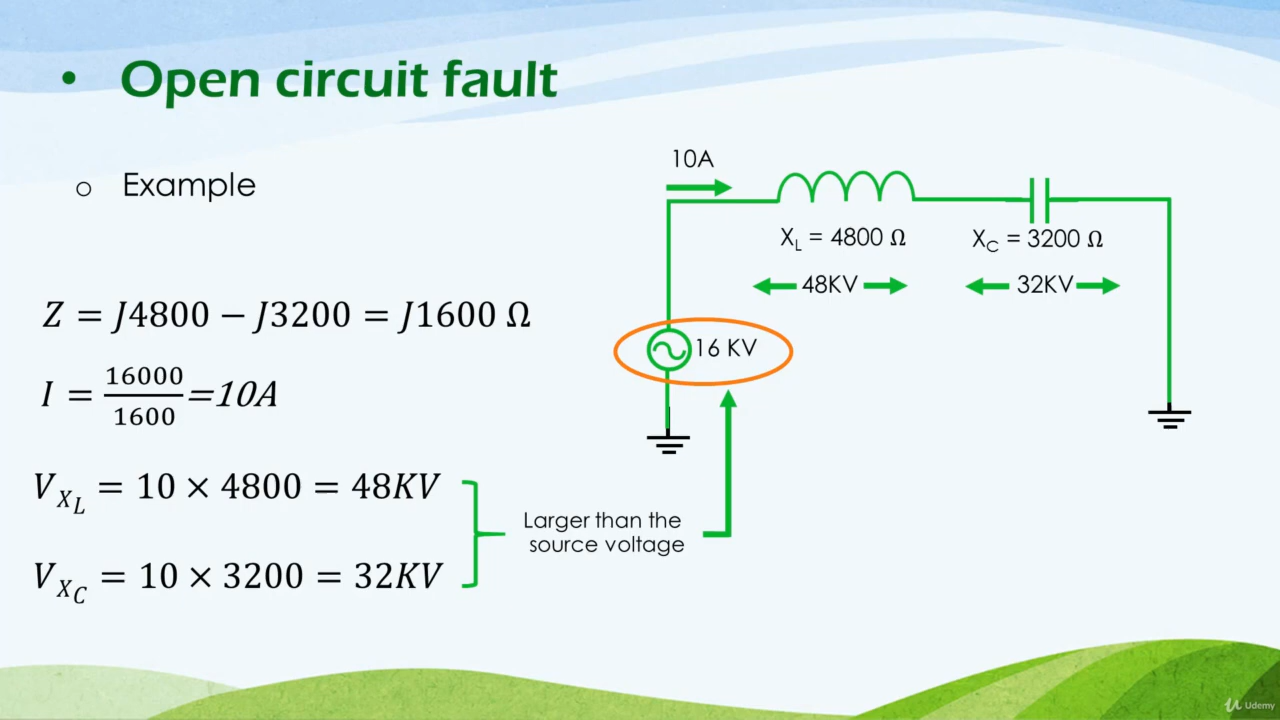 • Open circuit fault
o Example
10A
X_L = 4800 Ω
X_C = 3200 Ω
48KV
32KV
Z = J4800 − J3200 = J1600 Ω
16 KV
I = 16000/1600 =10A
V_{X_L} = 10 × 4800 = 48KV
Larger than the
source voltage
V_{X_C} = 10 × 3200 = 32KV
Udemy